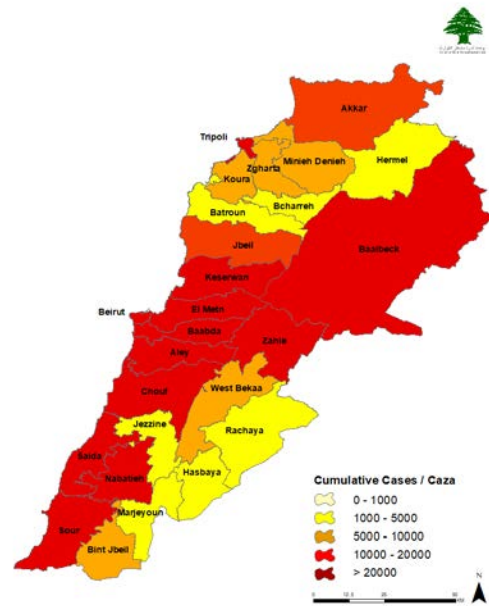 Akkar
Tripoli
Hermel
Zgharta
Minieh Denieh
Koura
Bcharreh
Batroun
Jbeil
Baalbeck
Keserwan
El Metn
Beirut
Baabda
Zahle
Aley
Chouf
West Bekaa
Jezzine
Rachaya
Saida
Hasbaya
Nabatieh
Marjeyoun
Sour
Bint Jbeil
Cumulative Cases / Caza
0 - 1000
1000 - 5000
5000 - 10000
10000 - 20000
> 20000
N